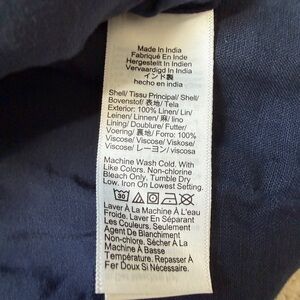 Made In India
Fabriqué En Inde
Hergestellt In Indien
Vervaardigd In India
インド製
hecho en india
Shell/ Tissu Principal/ Shell/
Bovenstof/ 表地/ Tela
Exterior: 100% Linen/ Lin/
Leinen/ Linnen/ 麻/ lino
Lining/ Doublure/ Futter/
Voering/ 裏地/ Forro: 100%
Viscose/ Viscose/ Viskose/
Viscose/ レーヨン/ viscosa
Machine Wash Cold. With
Like Colors. Non-chlorine
Bleach Only. Tumble Dry
Low. Iron On Lowest Setting.
30
Laver À La Machine À L'eau
Froide. Laver En Séparant
Les Couleurs. Seulement
Agent De Blanchiment
Non-chlore. Sécher À La
Machine À Basse
Température. Repasser À
Fer Doux Si Nécessaire.